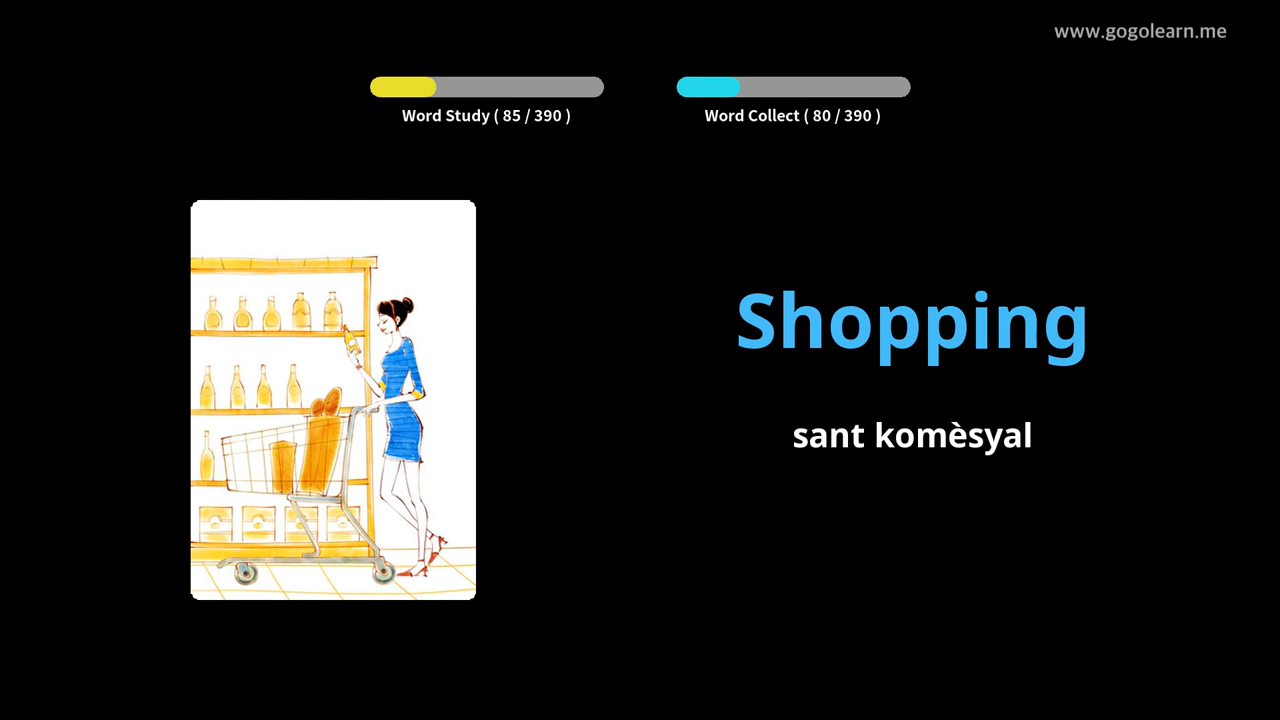 www.gogolearn.me
Word Study ( 85 / 390 )
Word Collect ( 80 / 390 )
Shopping
sant komèsyal